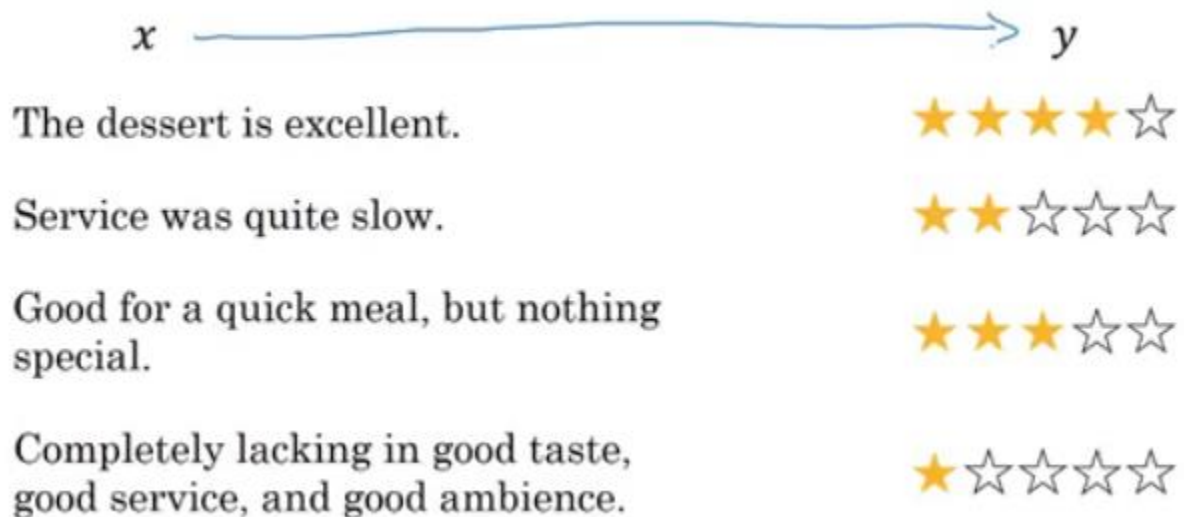 x y
The dessert is excellent.
Service was quite slow.
Good for a quick meal, but nothing
special.
Completely lacking in good taste,
good service, and good ambience.